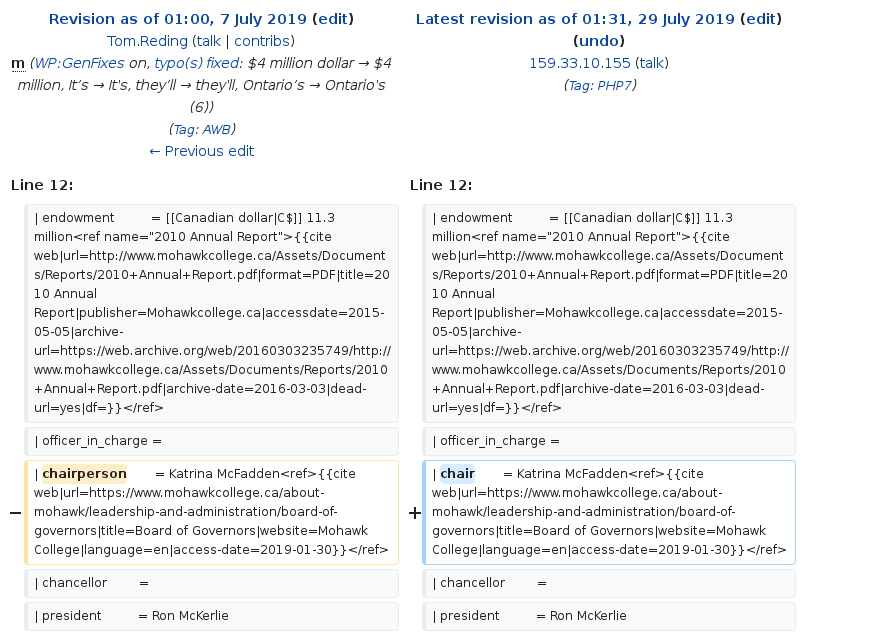 Revision as of 01:00, 7 July 2019 (edit)
Tom.Reding (talk | contribs)
m (WP:GenFixes on, typo(s) fixed: $4 million dollar → $4
million, It’s → It's, they’ll → they'll, Ontario’s → Ontario's
(6))
(Tag: AWB)
← Previous edit
Latest revision as of 01:31, 29 July 2019 (edit)
(undo)
159.33.10.155 (talk)
(Tag: PHP7)
Line 12:
| endowment = [[Canadian dollar|C$]] 11.3
million<ref name="2010 Annual Report">{{cite
web|url=http://www.mohawkcollege.ca/Assets/Document
s/Reports/2010+Annual+Report.pdf|format=PDF|title=20
10 Annual
Report|publisher=Mohawkcollege.ca|accessdate=2015-
05-05|archive-
url=https://web.archive.org/web/20160303235749/http://
www.mohawkcollege.ca/Assets/Documents/Reports/2010
+Annual+Report.pdf|archive-date=2016-03-03|dead-
url=yes|df=}}</ref>
| officer_in_charge =
− | chairperson = Katrina McFadden<ref>{{cite
web|url=https://www.mohawkcollege.ca/about-
mohawk/leadership-and-administration/board-of-
governors|title=Board of Governors|website=Mohawk
College|language=en|access-date=2019-01-30}}</ref>
| chancellor =
| president = Ron McKerlie
Line 12:
| endowment = [[Canadian dollar|C$]] 11.3
million<ref name="2010 Annual Report">{{cite
web|url=http://www.mohawkcollege.ca/Assets/Document
s/Reports/2010+Annual+Report.pdf|format=PDF|title=20
10 Annual
Report|publisher=Mohawkcollege.ca|accessdate=2015-
05-05|archive-
url=https://web.archive.org/web/20160303235749/http://
www.mohawkcollege.ca/Assets/Documents/Reports/2010
+Annual+Report.pdf|archive-date=2016-03-03|dead-
url=yes|df=}}</ref>
| officer_in_charge =
+ | chair = Katrina McFadden<ref>{{cite
web|url=https://www.mohawkcollege.ca/about-
mohawk/leadership-and-administration/board-of-
governors|title=Board of Governors|website=Mohawk
College|language=en|access-date=2019-01-30}}</ref>
| chancellor =
| president = Ron McKerlie